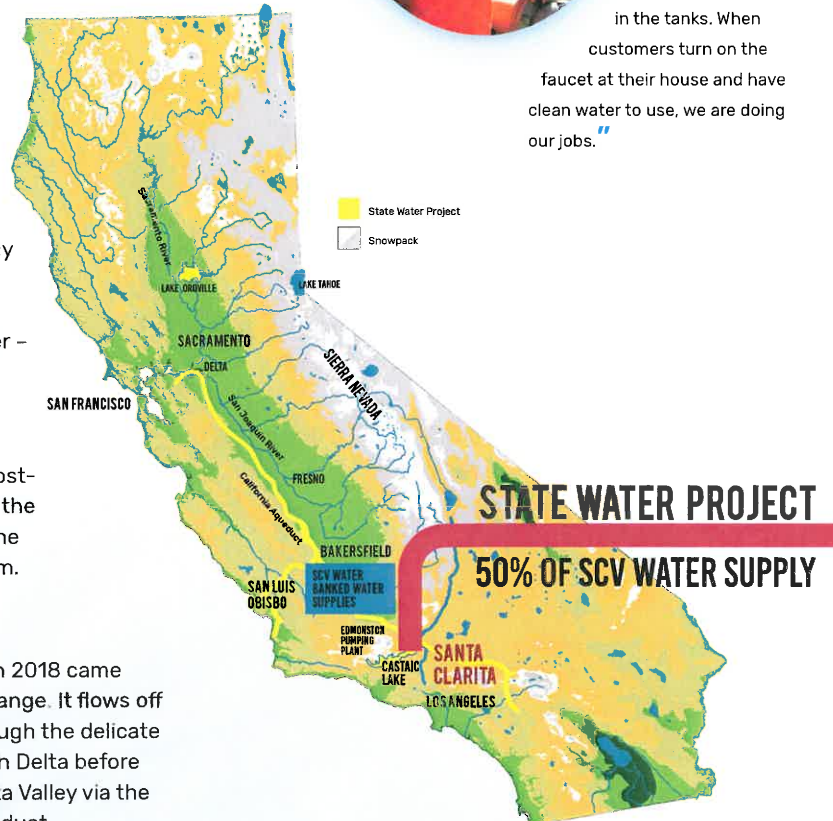 in the tanks. When
customers turn on the
faucet at their house and have
clean water to use, we are doing
our jobs.”
State Water Project
Snowpack
Sacramento River
LAKE OROVILLE
LAKE TAHOE
SACRAMENTO
DELTA
SIERRA NEVADA
SAN FRANCISCO
San Joaquin River
FRESNO
California Aqueduct
STATE WATER PROJECT
50% OF SCV WATER SUPPLY
BAKERSFIELD
SCV WATER
BANKED WATER
SUPPLIES
SAN LUIS
OBISBO
EDMONSTON
PUMPING
PLANT
CASTAIC
LAKE
SANTA
CLARITA
LOS ANGELES
y
r –
ost-
the
ne
m.
n 2018 came
ange. It flows off
ugh the delicate
n Delta before
a Valley via the